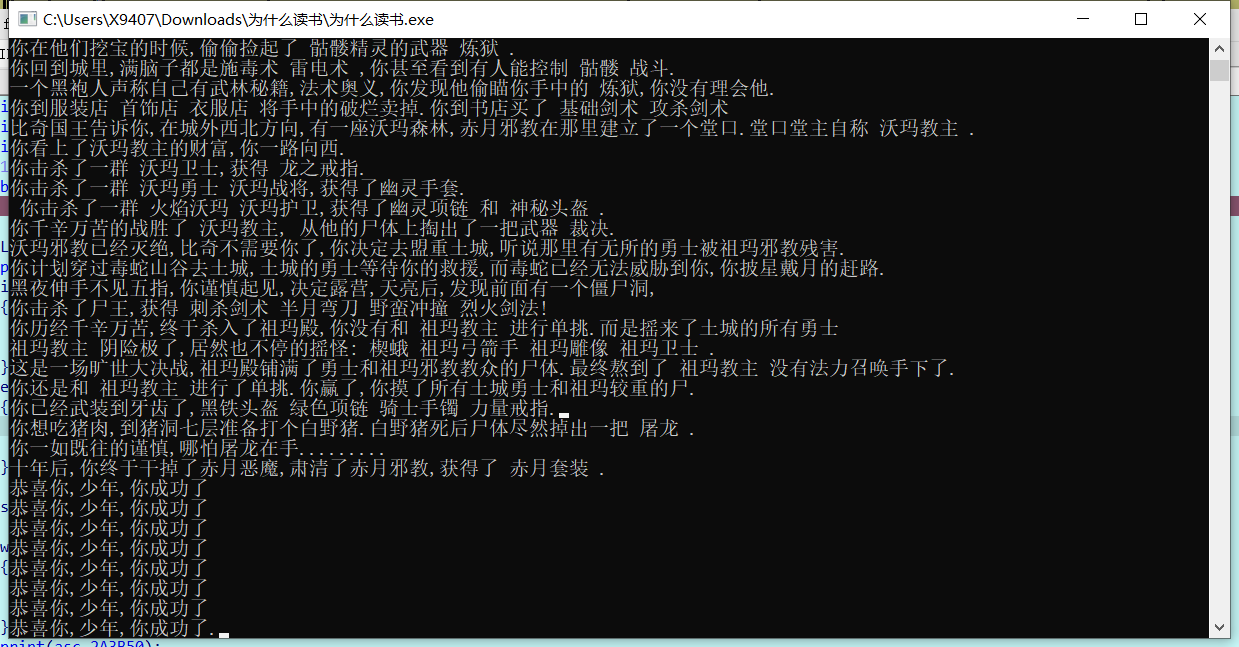 C:\Users\X9407\Downloads\为什么读书\为什么读书.exe
你在他们挖宝的时候,偷偷捡起了 骷髅精灵的武器 炼狱 .
你回到城里,满脑子都是施毒术 雷电术 ,你甚至看到有人能控制 骷髅 战斗.
一个黑袍人声称自己有武林秘籍,法术奥义,你发现他偷瞄你手中的 炼狱,你没有理会他.
你到服装店 首饰店 衣服店 将手中的破烂卖掉.你到书店买了 基础剑术 攻杀剑术
比奇国王告诉你,在城外西北方向,有一座沃玛森林,赤月邪教在那里建立了一个堂口.堂口堂主自称 沃玛教主 .
你看上了沃玛教主的财富,你一路向西.
你击杀了一群 沃玛卫士,获得 龙之戒指.
你击杀了一群 沃玛勇士 沃玛战将,获得了幽灵手套.
你击杀了一群 火焰沃玛 沃玛护卫,获得了幽灵项链 和 神秘头盔 .
你千辛万苦的战胜了 沃玛教主, 从他的尸体上掏出了一把武器 裁决.
沃玛邪教已经灭绝,比奇不需要你了,你决定去盟重土城,听说那里有无所的勇士被祖玛邪教残害.
你计划穿过毒蛇山谷去土城,土城的勇士等待你的救援,而毒蛇已经无法威胁到你,你披星戴月的赶路.
黑夜伸手不见五指,你谨慎起见,决定露营,天亮后,发现前面有一个僵尸洞,
你击杀了尸王,获得 刺杀剑术 半月弯刀 野蛮冲撞 烈火剑法!
你历经千辛万苦,终于杀入了祖玛殿,你没有和 祖玛教主 进行单挑.而是摇来了土城的所有勇士
祖玛教主 阴险极了,居然也不停的摇怪: 楔蛾 祖玛弓箭手 祖玛雕像 祖玛卫士 .
这是一场旷世大决战,祖玛殿铺满了勇士和祖玛邪教教众的尸体.最终熬到了 祖玛教主 没有法力召唤手下了.
你还是和 祖玛教主 进行了单挑.你赢了,你摸了所有土城勇士和祖玛较重的尸.
你已经武装到牙齿了,黑铁头盔 绿色项链 骑士手镯 力量戒指.
你想吃猪肉,到猪洞七层准备打个白野猪.白野猪死后尸体尽然掉出一把 屠龙 .
你一如既往的谨慎,哪怕屠龙在手.........
十年后,你终于干掉了赤月恶魔,肃清了赤月邪教,获得了 赤月套装 .
恭喜你,少年,你成功了
恭喜你,少年,你成功了
恭喜你,少年,你成功了
恭喜你,少年,你成功了
恭喜你,少年,你成功了
恭喜你,少年,你成功了
恭喜你,少年,你成功了
恭喜你,少年,你成功了.